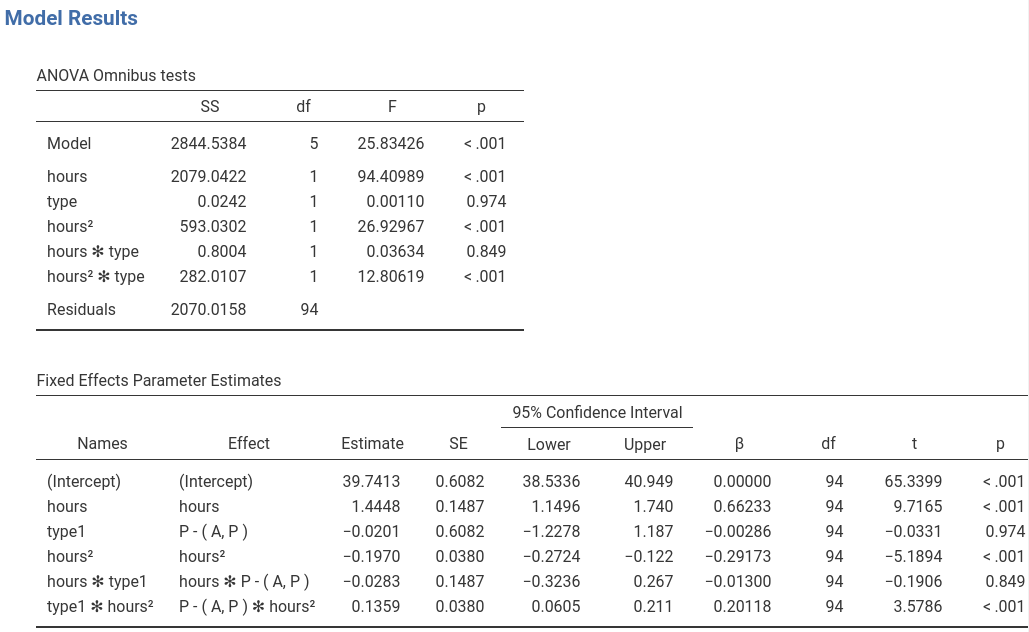 Model Results
ANOVA Omnibus tests
SS df F p
Model 2844.5384 5 25.83426 < .001
hours 2079.0422 1 94.40989 < .001
type 0.0242 1 0.00110 0.974
hours² 593.0302 1 26.92967 < .001
hours ✻ type 0.8004 1 0.03634 0.849
hours² ✻ type 282.0107 1 12.80619 < .001
Residuals 2070.0158 94
Fixed Effects Parameter Estimates
95% Confidence Interval
Names Effect Estimate SE Lower Upper β df t p
(Intercept) (Intercept) 39.7413 0.6082 38.5336 40.949 0.00000 94 65.3399 < .001
hours hours 1.4448 0.1487 1.1496 1.740 0.66233 94 9.7165 < .001
type1 P - ( A, P ) −0.0201 0.6082 −1.2278 1.187 −0.00286 94 −0.0331 0.974
hours² hours² −0.1970 0.0380 −0.2724 −0.122 −0.29173 94 −5.1894 < .001
hours ✻ type1 hours ✻ P - ( A, P ) −0.0283 0.1487 −0.3236 0.267 −0.01300 94 −0.1906 0.849
type1 ✻ hours² P - ( A, P ) ✻ hours² 0.1359 0.0380 0.0605 0.211 0.20118 94 3.5786 < .001